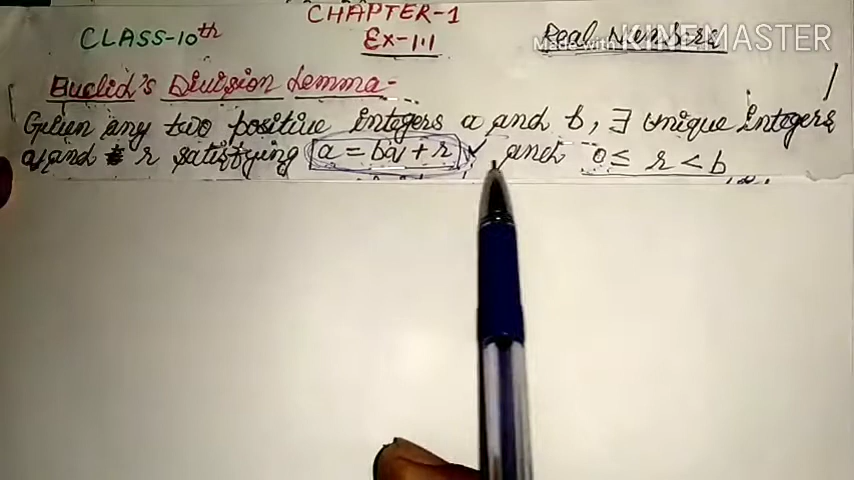 CHAPTER-1
CLASS-10th
Ex-1.1
Real Numbers
Made with KINEMASTER
Euclid's Division Lemma-
Given any two positive integers a and b, ∃ unique integers
q and r satisfying a = bq + r and 0 ≤ r < b